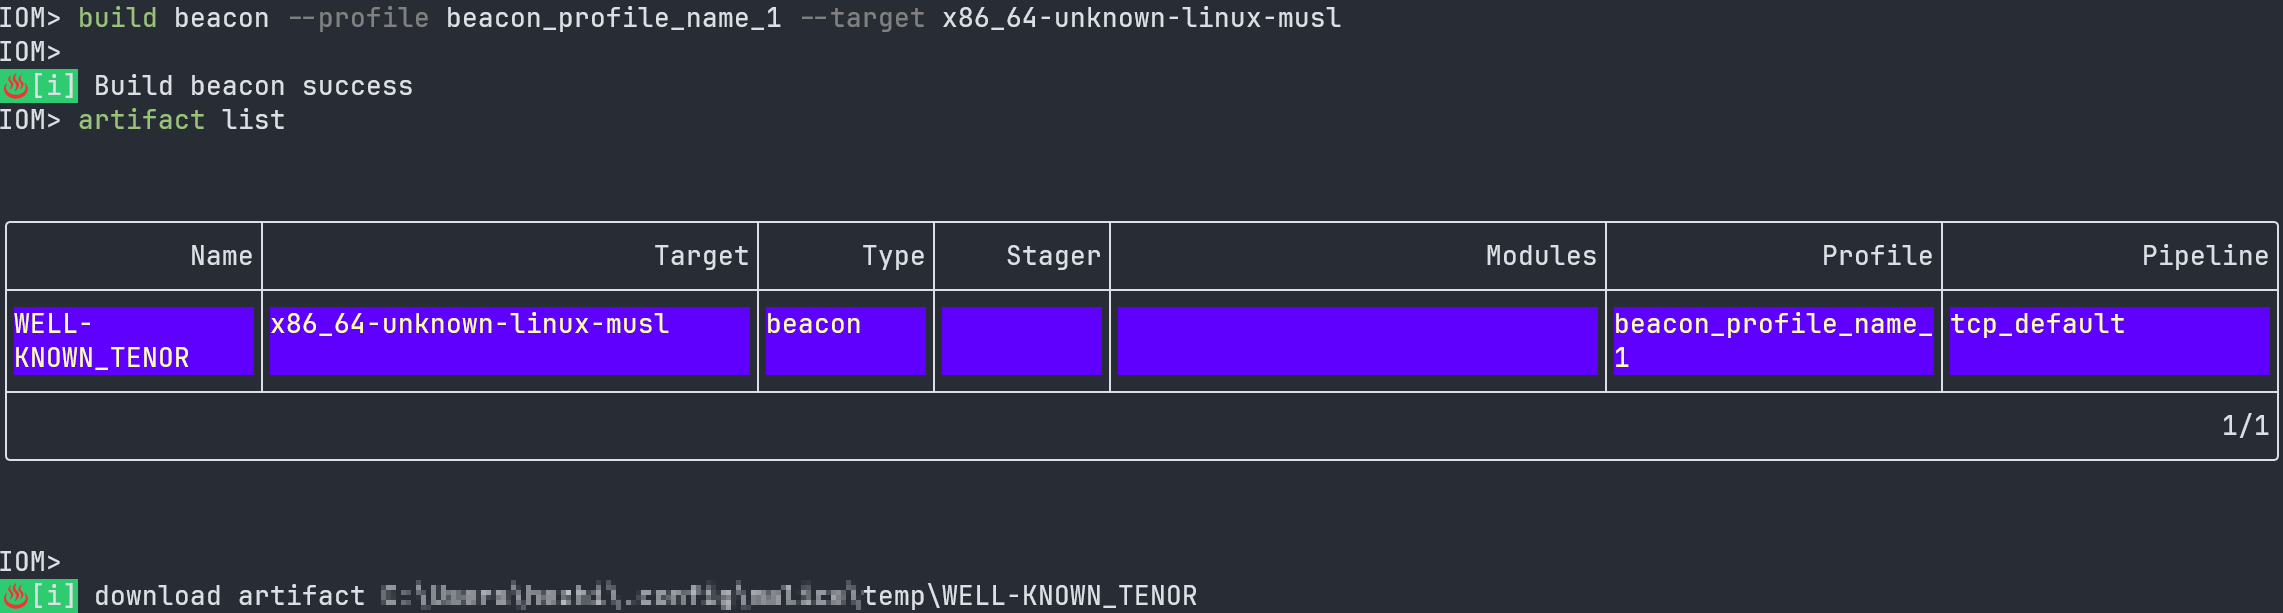 IOM> build beacon --profile beacon_profile_name_1 --target x86_64-unknown-linux-musl
IOM>
♨[i] Build beacon success
IOM> artifact list
Name Target Type Stager Modules Profile Pipeline
WELL- x86_64-unknown-linux-musl beacon beacon_profile_name_ tcp_default
KNOWN_TENOR 1
1/1
IOM>
♨[i] download artifact temp\WELL-KNOWN_TENOR